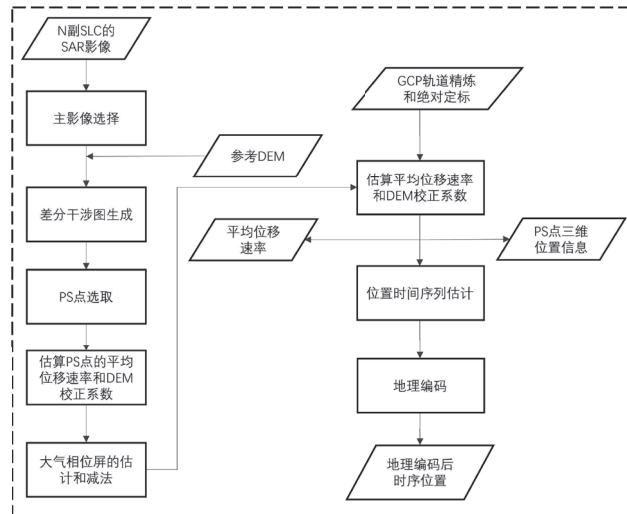 N副SLC的
SAR影像
主影像选择
参考DEM
差分干涉图生成
PS点选取
估算PS点的平均
位移速率和DEM
校正系数
大气相位屏的估
计和减法
GCP轨道精炼
和绝对定标
估算平均位移速率
和DEM校正系数
平均位移
速率
PS点三维
位置信息
位置时间序列估计
地理编码
地理编码后
时序位置